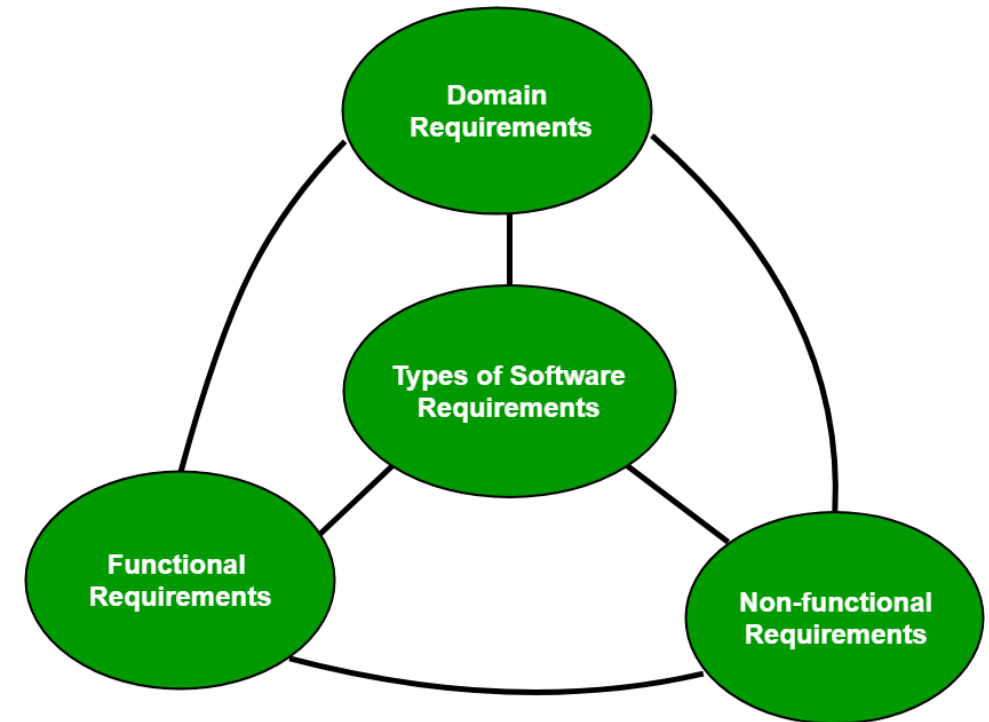 Domain
Requirements
Types of Software
Requirements
Functional
Requirements
Non-functional
Requirements